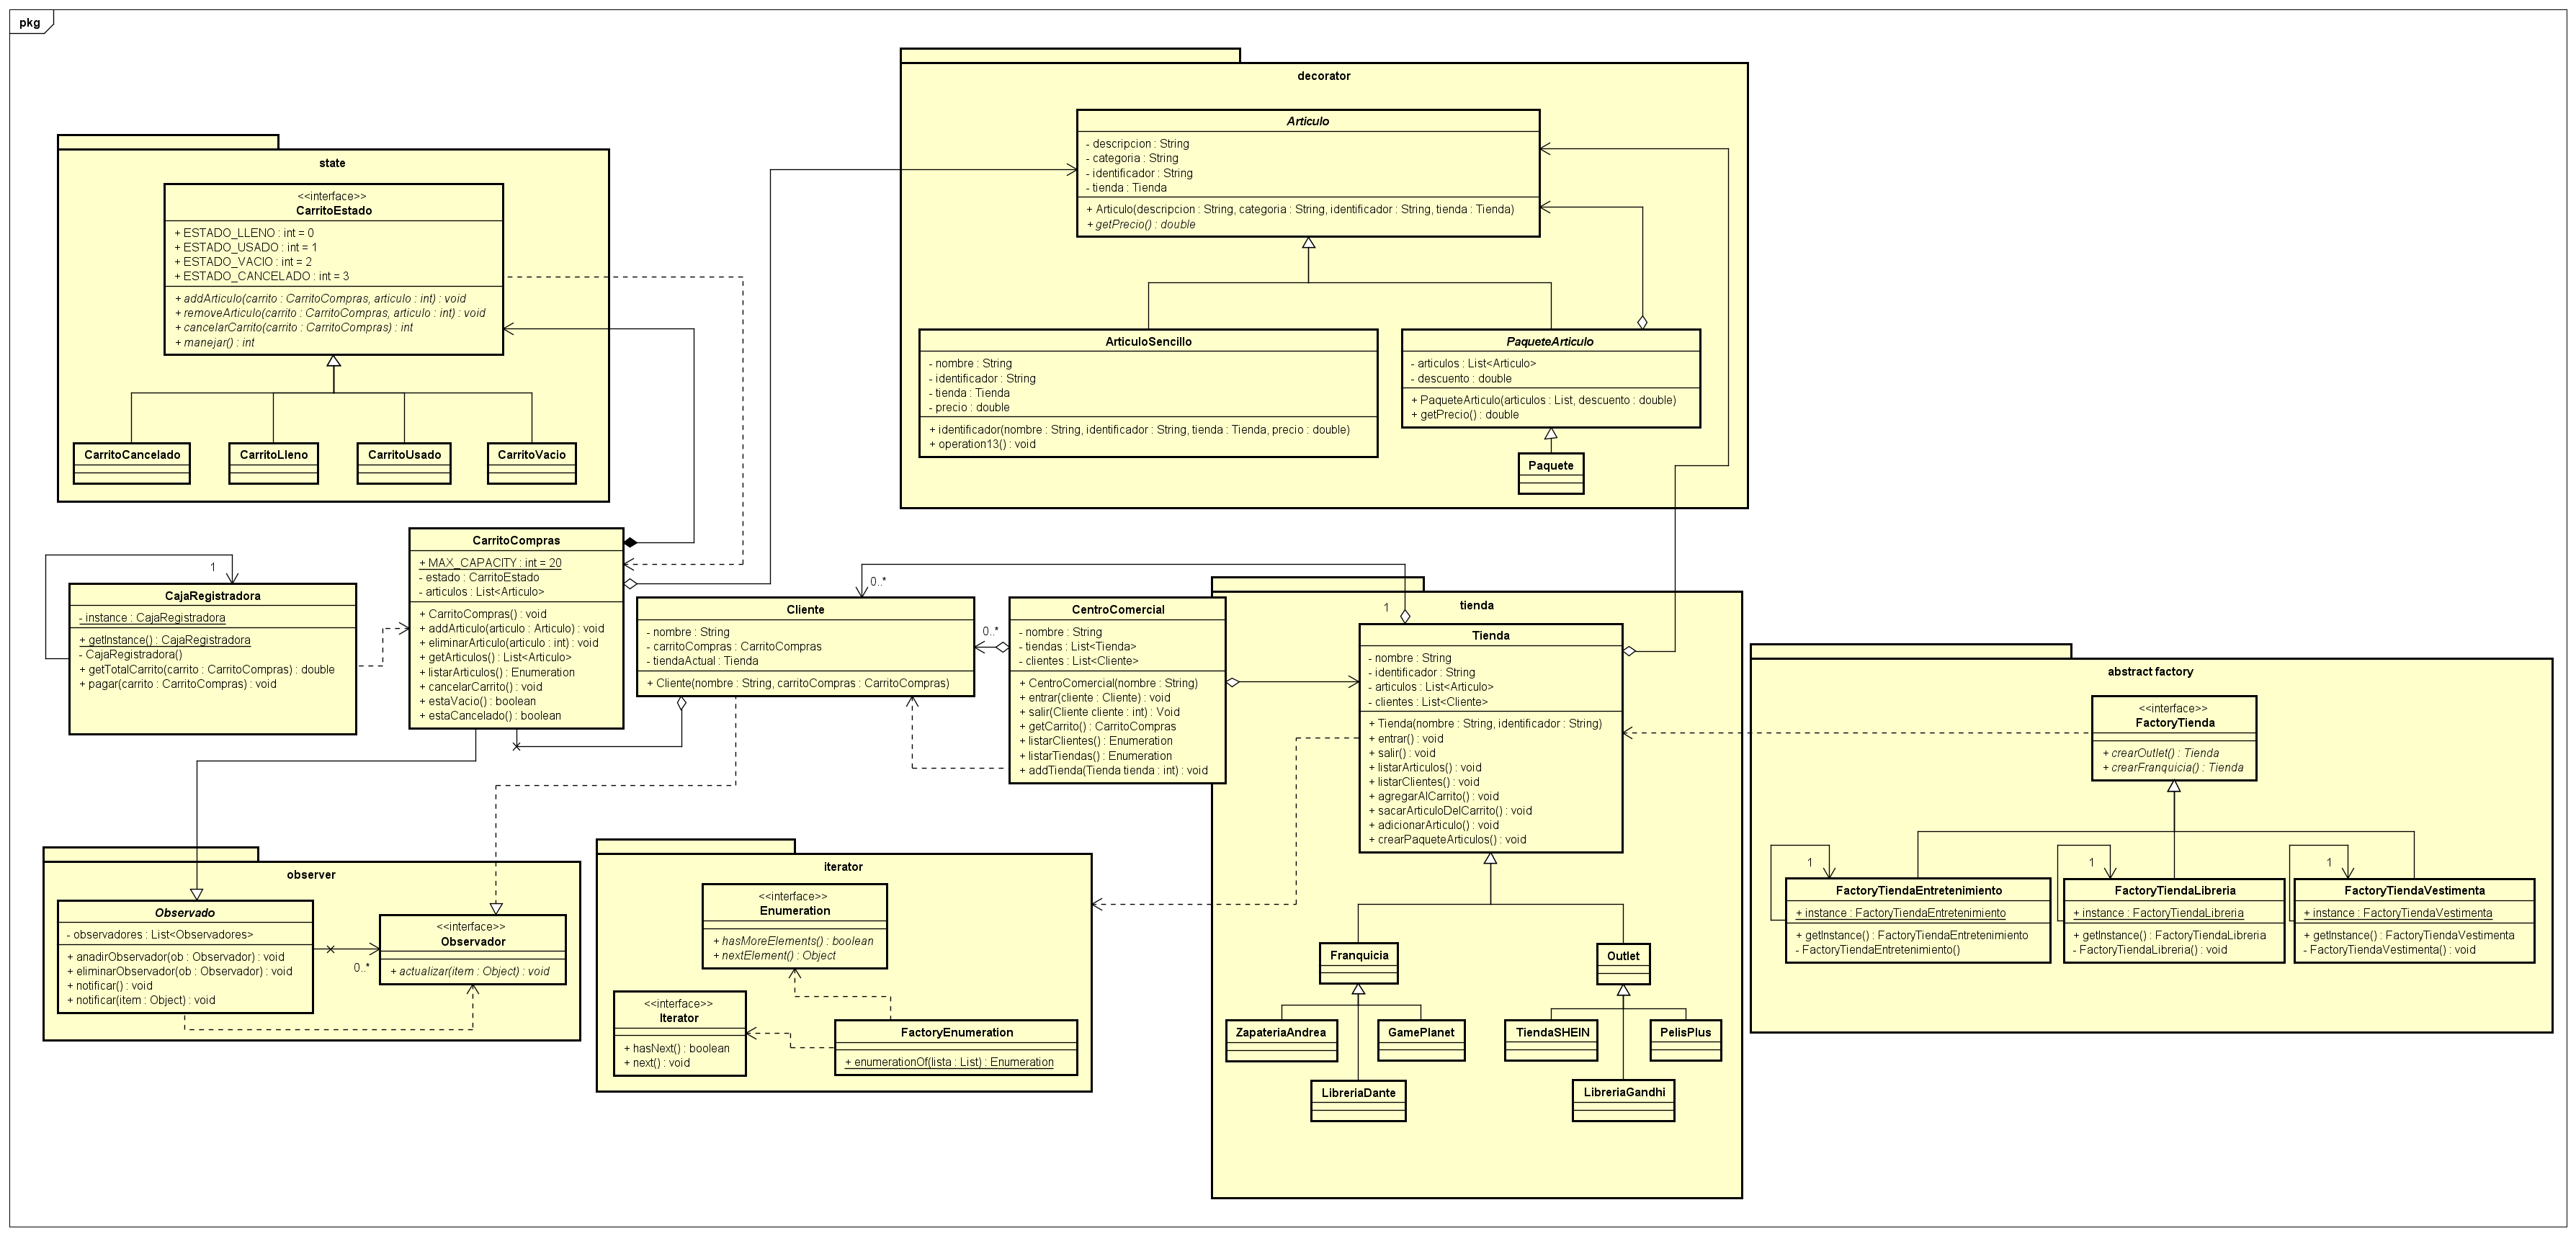 pkg
decorator
Articulo
- descripcion : String
- categoria : String
- identificador : String
- tienda : Tienda
+ Articulo(descripcion : String, categoria : String, identificador : String, tienda : Tienda)
+ getPrecio() : double
ArticuloSencillo
- nombre : String
- identificador : String
- tienda : Tienda
- precio : double
+ identificador(nombre : String, identificador : String, tienda : Tienda, precio : double)
+ operation13() : void
PaqueteArticulo
- articulos : List<Articulo>
- descuento : double
+ PaqueteArticulo(articulos : List, descuento : double)
+ getPrecio() : double
Paquete
state
<<interface>>
CarritoEstado
+ ESTADO_LLENO : int = 0
+ ESTADO_USADO : int = 1
+ ESTADO_VACIO : int = 2
+ ESTADO_CANCELADO : int = 3
+ addArticulo(carrito : CarritoCompras, articulo : int) : void
+ removeArticulo(carrito : CarritoCompras, articulo : int) : void
+ cancelarCarrito(carrito : CarritoCompras) : int
+ manejar() : int
CarritoCancelado
CarritoLleno
CarritoUsado
CarritoVacio
1
CajaRegistradora
- instance : CajaRegistradora
+ getInstance() : CajaRegistradora
- CajaRegistradora()
+ getTotalCarrito(carrito : CarritoCompras) : double
+ pagar(carrito : CarritoCompras) : void
CarritoCompras
+ MAX_CAPACITY : int = 20
- estado : CarritoEstado
- articulos : List<Articulo>
+ CarritoCompras() : void
+ addArticulo(articulo : Articulo) : void
+ eliminarArticulo(articulo : int) : void
+ getArticulos() : List<Articulo>
+ listarArticulos() : Enumeration
+ cancelarCarrito() : void
+ estaVacio() : boolean
+ estaCancelado() : boolean
0..*
Cliente
- nombre : String
- carritoCompras : CarritoCompras
- tiendaActual : Tienda
+ Cliente(nombre : String, carritoCompras : CarritoCompras)
0..*
CentroComercial
- nombre : String
- tiendas : List<Tienda>
- clientes : List<Cliente>
+ CentroComercial(nombre : String)
+ entrar(cliente : Cliente) : void
+ salir(Cliente cliente : int) : Void
+ getCarrito() : CarritoCompras
+ listarClientes() : Enumeration
+ listarTiendas() : Enumeration
+ addTienda(Tienda tienda : int) : void
tienda
1
Tienda
- nombre : String
- identificador : String
- articulos : List<Articulo>
- clientes : List<Cliente>
+ Tienda(nombre : String, identificador : String)
+ entrar() : void
+ salir() : void
+ listarArticulos() : void
+ listarClientes() : void
+ agregarAlCarrito() : void
+ sacarArticuloDelCarrito() : void
+ adicionarArticulo() : void
+ crearPaqueteArticulos() : void
Franquicia
Outlet
ZapateriaAndrea
GamePlanet
TiendaSHEIN
PelisPlus
LibreriaDante
LibreriaGandhi
abstract factory
<<interface>>
FactoryTienda
+ crearOutlet() : Tienda
+ crearFranquicia() : Tienda
1
FactoryTiendaEntretenimiento
+ instance : FactoryTiendaEntretenimiento
+ getInstance() : FactoryTiendaEntretenimiento
- FactoryTiendaEntretenimiento()
1
FactoryTiendaLibreria
+ instance : FactoryTiendaLibreria
+ getInstance() : FactoryTiendaLibreria
- FactoryTiendaLibreria() : void
1
FactoryTiendaVestimenta
+ instance : FactoryTiendaVestimenta
+ getInstance() : FactoryTiendaVestimenta
- FactoryTiendaVestimenta() : void
observer
Observado
- observadores : List<Observadores>
+ anadirObservador(ob : Observador) : void
+ eliminarObservador(ob : Observador) : void
+ notificar() : void
+ notificar(item : Object) : void
0..*
<<interface>>
Observador
+ actualizar(item : Object) : void
iterator
<<interface>>
Enumeration
+ hasMoreElements() : boolean
+ nextElement() : Object
<<interface>>
Iterator
+ hasNext() : boolean
+ next() : void
FactoryEnumeration
+ enumerationOf(lista : List) : Enumeration